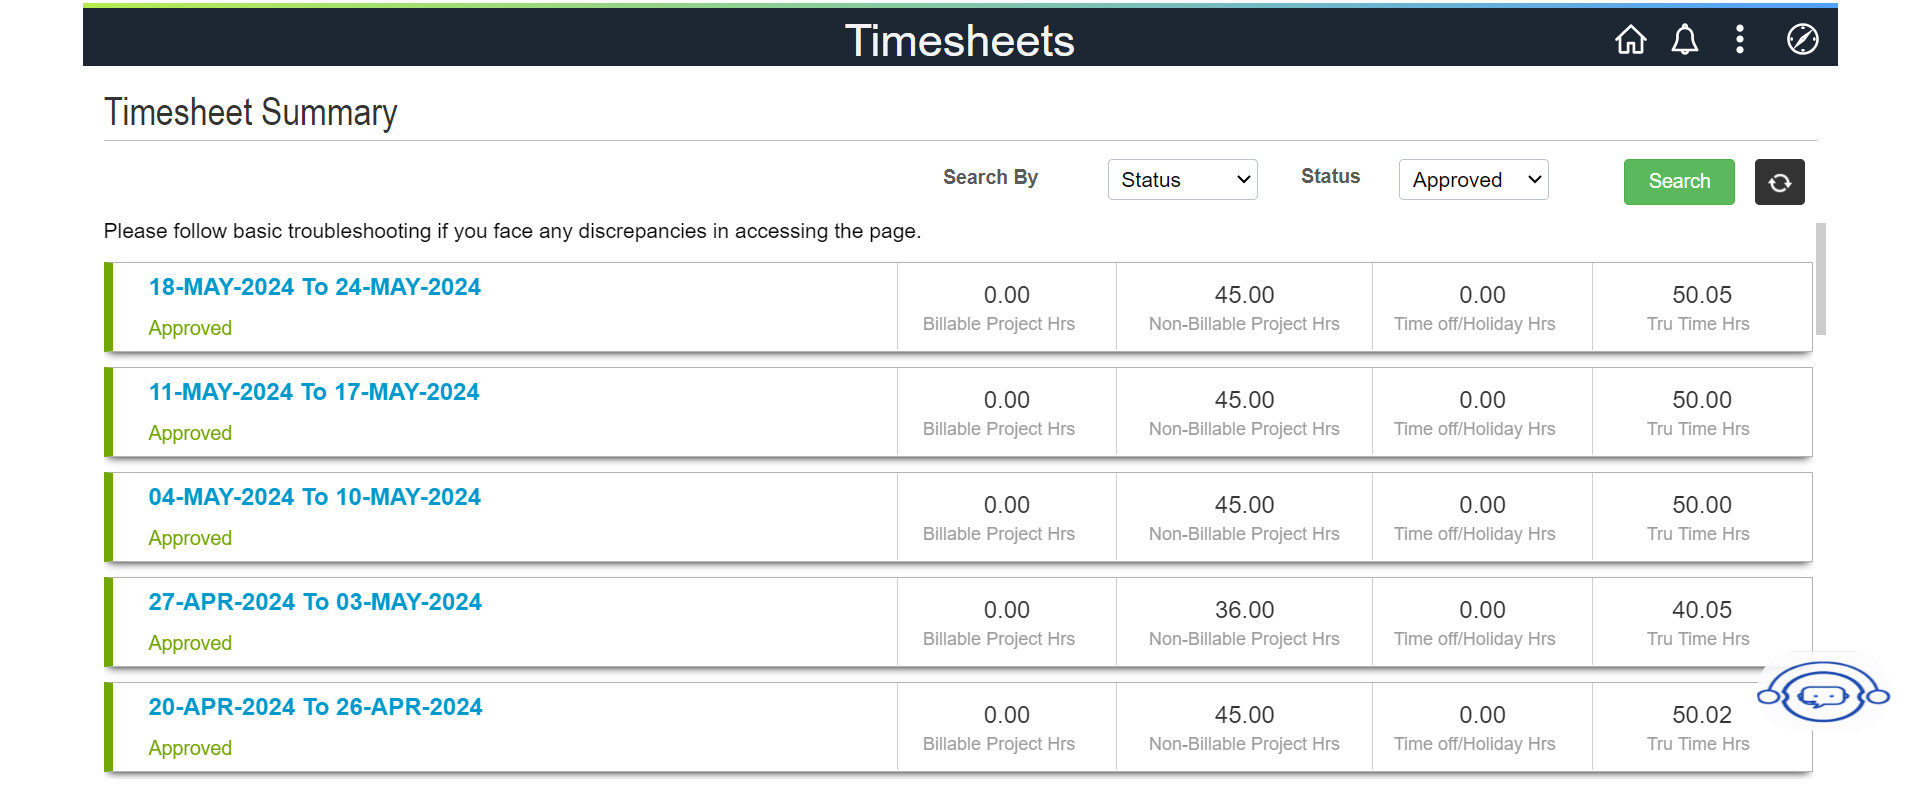 Timesheets
Timesheet Summary
Search By Status Status Approved Search
Please follow basic troubleshooting if you face any discrepancies in accessing the page.
18-MAY-2024 To 24-MAY-2024
Approved
0.00 45.00 0.00 50.05
Billable Project Hrs Non-Billable Project Hrs Time off/Holiday Hrs Tru Time Hrs
11-MAY-2024 To 17-MAY-2024
Approved
0.00 45.00 0.00 50.00
Billable Project Hrs Non-Billable Project Hrs Time off/Holiday Hrs Tru Time Hrs
04-MAY-2024 To 10-MAY-2024
Approved
0.00 45.00 0.00 50.00
Billable Project Hrs Non-Billable Project Hrs Time off/Holiday Hrs Tru Time Hrs
27-APR-2024 To 03-MAY-2024
Approved
0.00 36.00 0.00 40.05
Billable Project Hrs Non-Billable Project Hrs Time off/Holiday Hrs Tru Time Hrs
20-APR-2024 To 26-APR-2024
Approved
0.00 45.00 0.00 50.02
Billable Project Hrs Non-Billable Project Hrs Time off/Holiday Hrs Tru Time Hrs